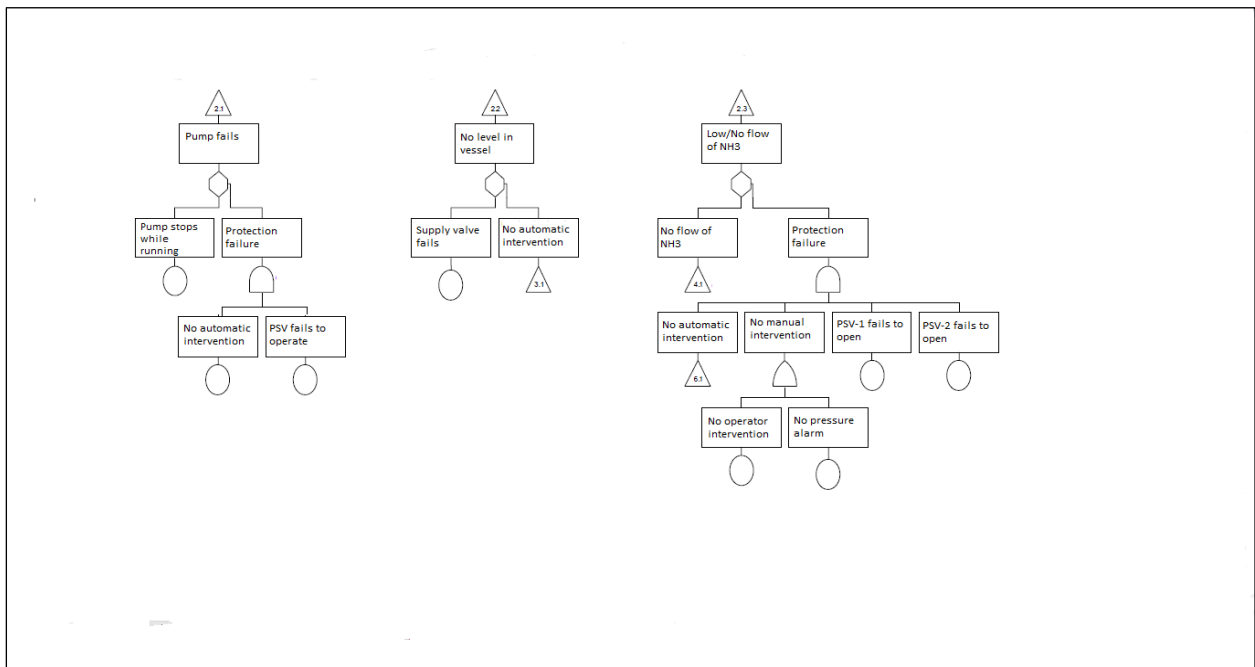 2.1
Pump fails
Pump stops
while
running
Protection
failure
No automatic
intervention
PSV fails to
operate
2.2
No level in
vessel
Supply valve
fails
No automatic
intervention
3.1
2.3
Low/No flow
of NH3
No flow of
NH3
4.1
Protection
failure
No automatic
intervention
6.1
No manual
intervention
PSV-1 fails to
open
PSV-2 fails to
open
No operator
intervention
No pressure
alarm